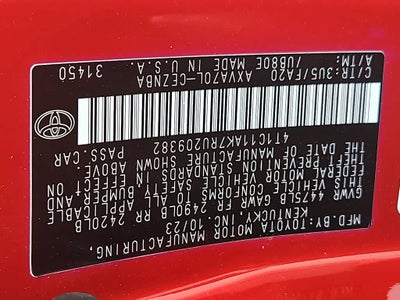 MFD.BY: TOYOTA MOTOR MANUFACTURING,
KENTUCKY, INC. 10/23
GVWR 4475LB GAWR FR 2490LB RR 2420LB
THIS VEHICLE CONFORMS TO ALL APPLICABLE
FEDERAL MOTOR VEHICLE SAFETY, BUMPER, AND
THEFT PREVENTION STANDARDS IN EFFECT ON
THE DATE OF MANUFACTURE SHOWN ABOVE.
4T1C11AK7RU209382 PASS.CAR
C/TR:3U5/FA20 AXVA70L-CEZNBA 31450
A/TM: /UB80E MADE IN U.S.A.